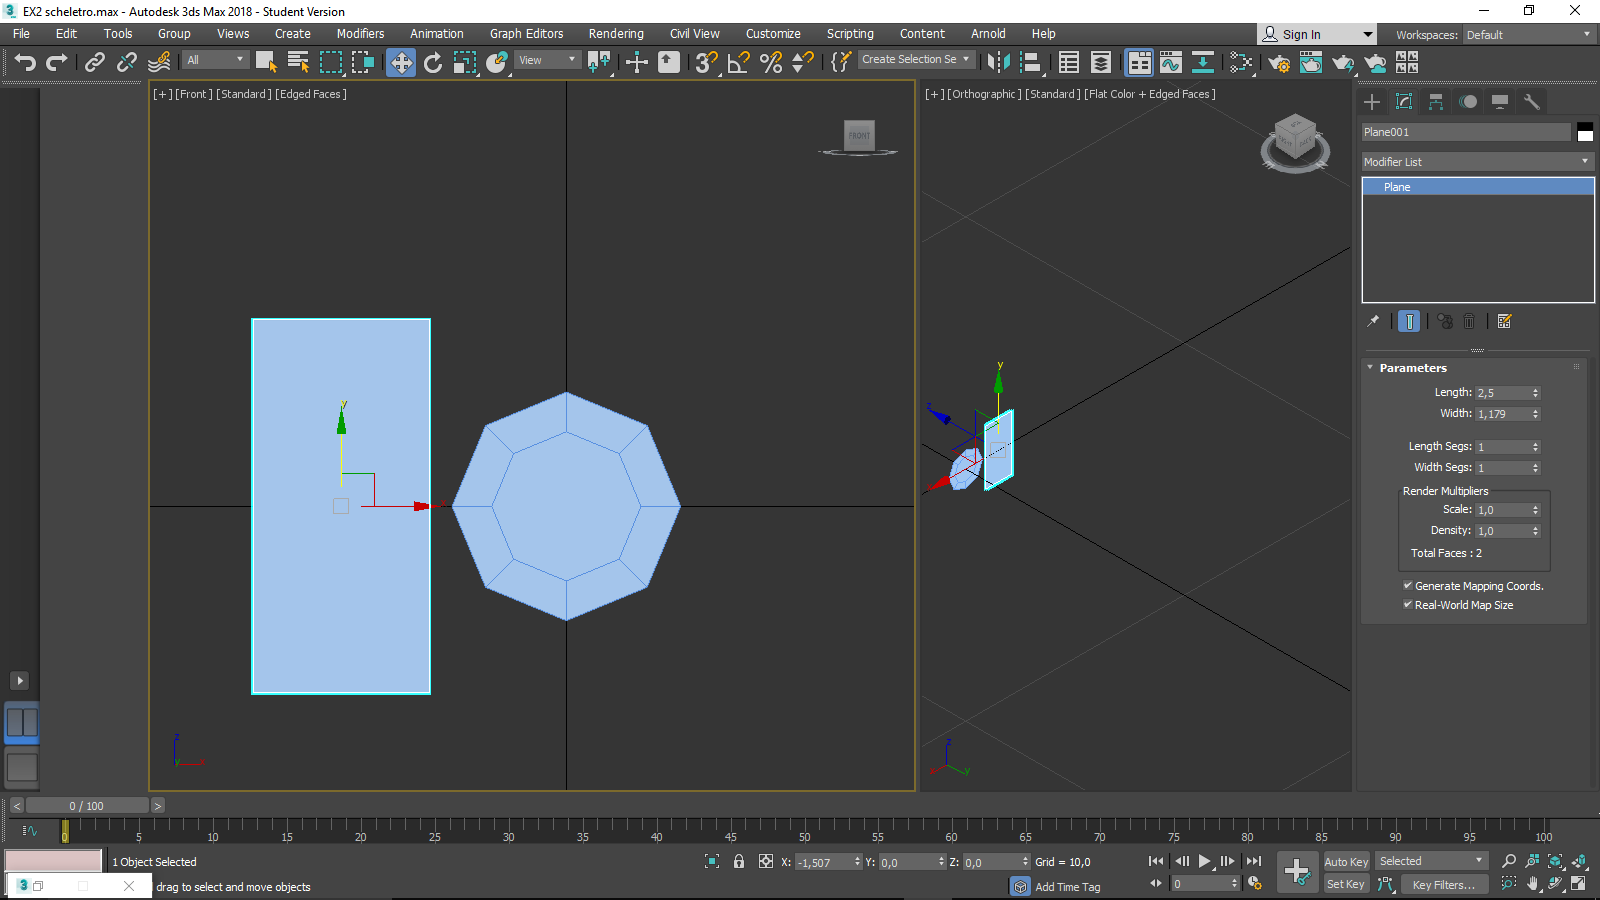 EX2 scheletro.max - Autodesk 3ds Max 2018 - Student Version
File Edit Tools Group Views Create Modifiers Animation Graph Editors Rendering Civil View Customize Scripting Content Arnold Help Sign In Workspaces: Default
All View Create Selection Se
[+] [Front] [Standard] [Edged Faces]
[+] [Orthographic] [Standard] [Flat Color + Edged Faces]
FRONT
Plane001
Modifier List
Plane
Parameters
Length: 2,5
Width: 1,179
Length Segs: 1
Width Segs: 1
Render Multipliers
Scale: 1,0
Density: 1,0
Total Faces : 2
Generate Mapping Coords.
Real-World Map Size
y
x
y
z
z
y
x
z
y
< 0 / 100 >
0 5 10 15 20 25 30 35 40 45 50 55 60 65 70 75 80 85 90 95 100
1 Object Selected X: -1,507 Y: 0,0 Z: 0,0 Grid = 10,0 Auto Key Selected
drag to select and move objects Add Time Tag 0 Set Key Key Filters...